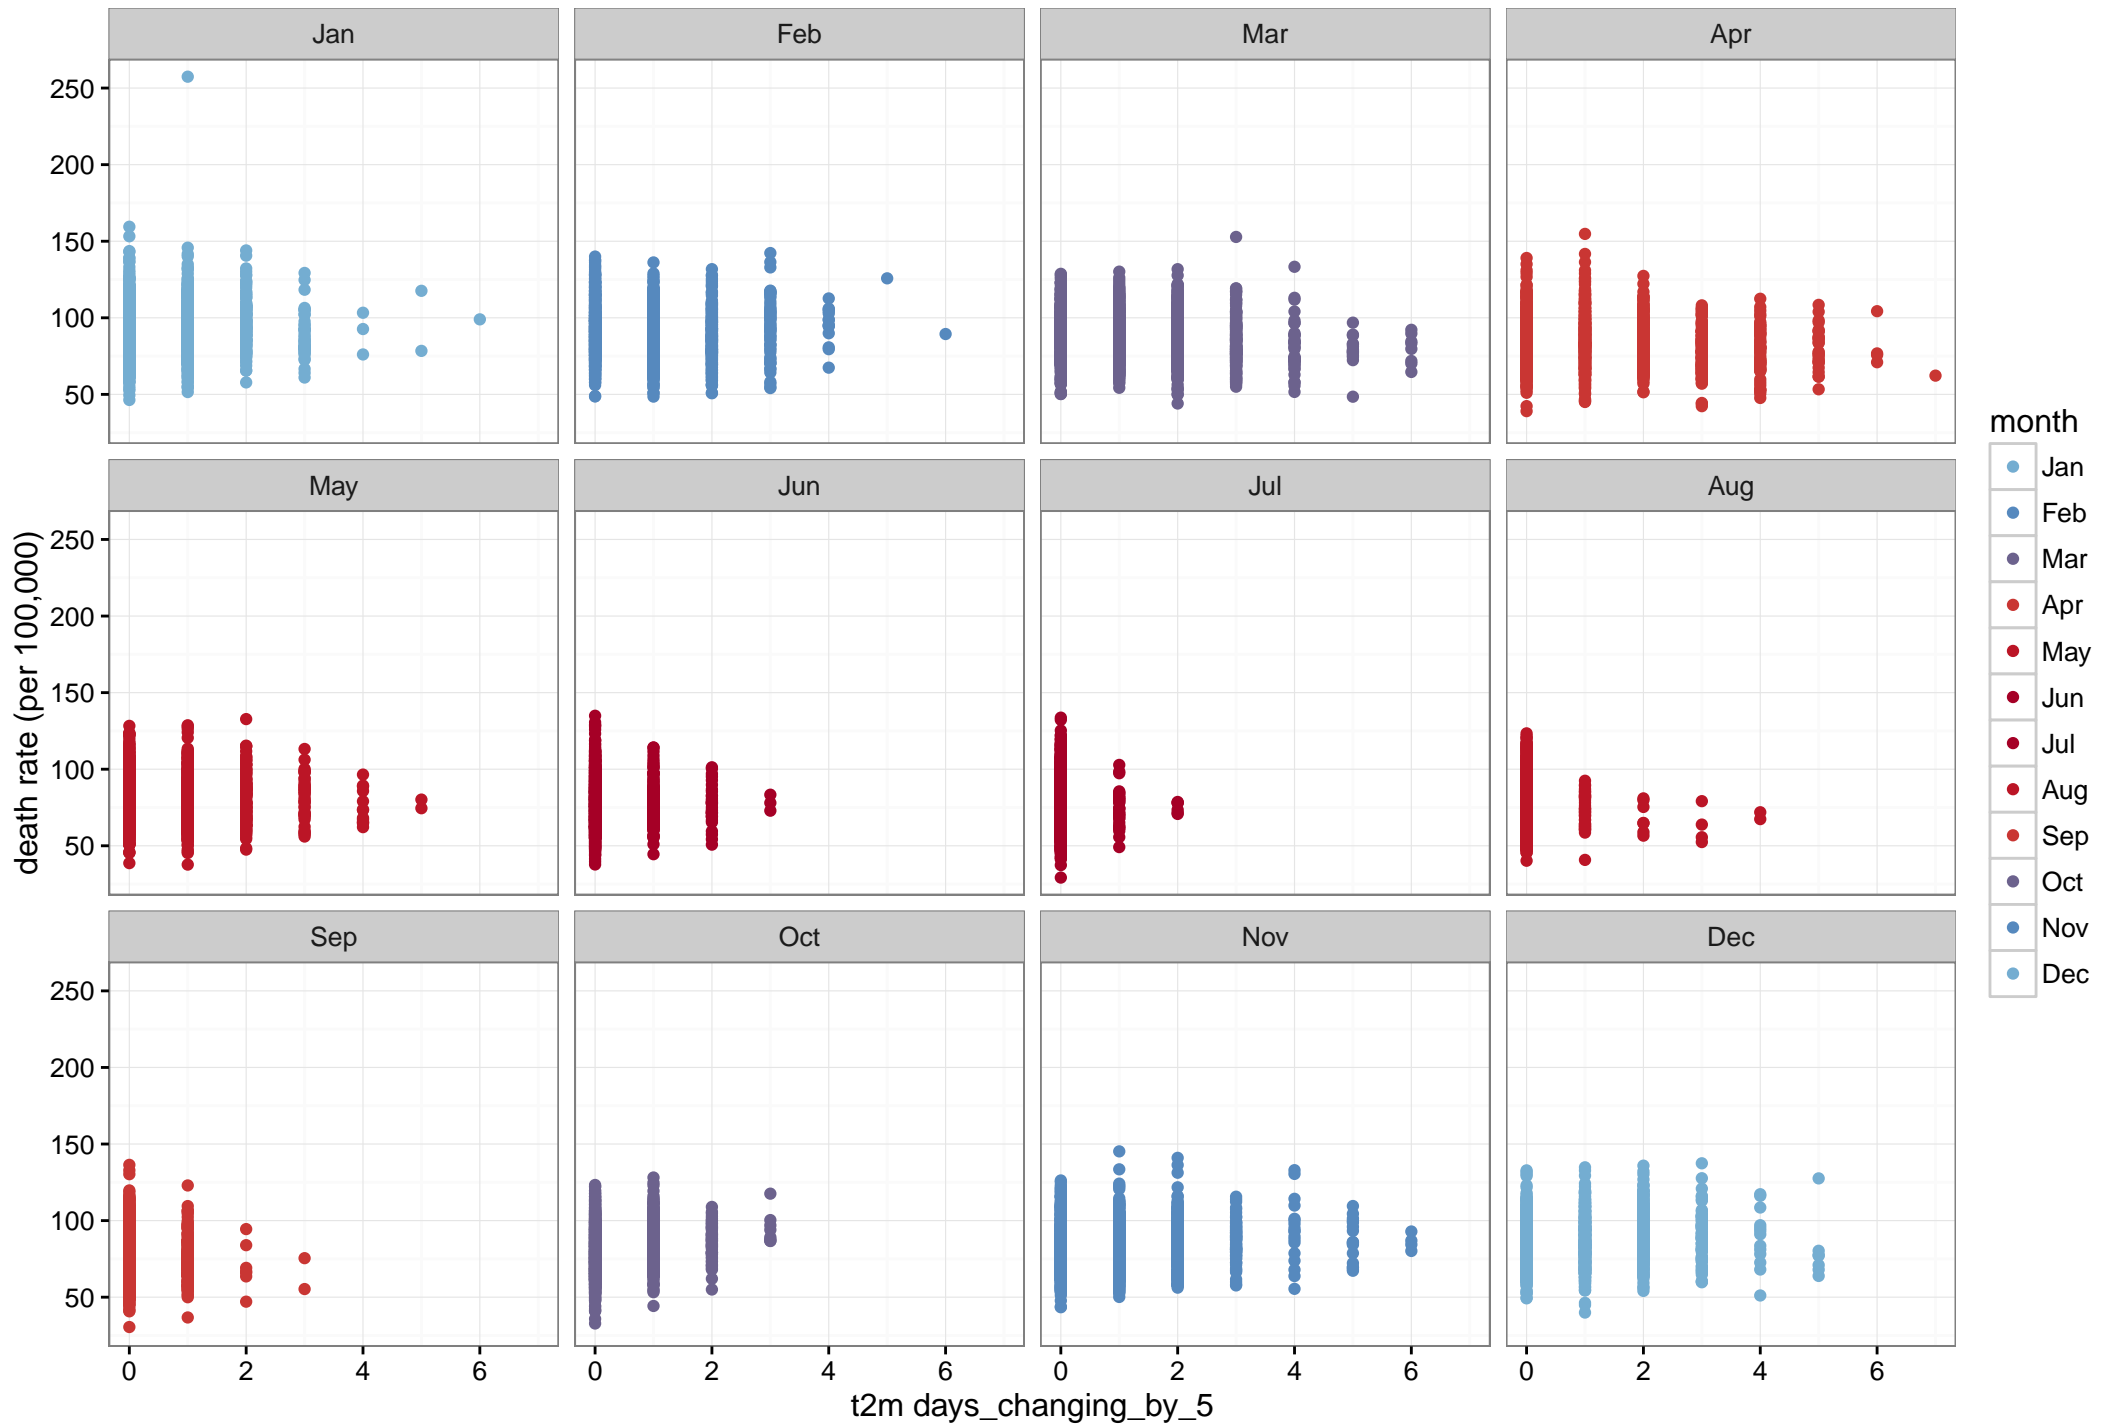 Jan Feb Mar Apr
250
200
150
100
50
May Jun Jul Aug
250
200
150
100
50
Sep Oct Nov Dec
250
200
150
100
50
0 2 4 6 0 2 4 6 0 2 4 6 0 2 4 6
t2m days_changing_by_5
death rate (per 100,000)
month
Jan
Feb
Mar
Apr
May
Jun
Jul
Aug
Sep
Oct
Nov
Dec